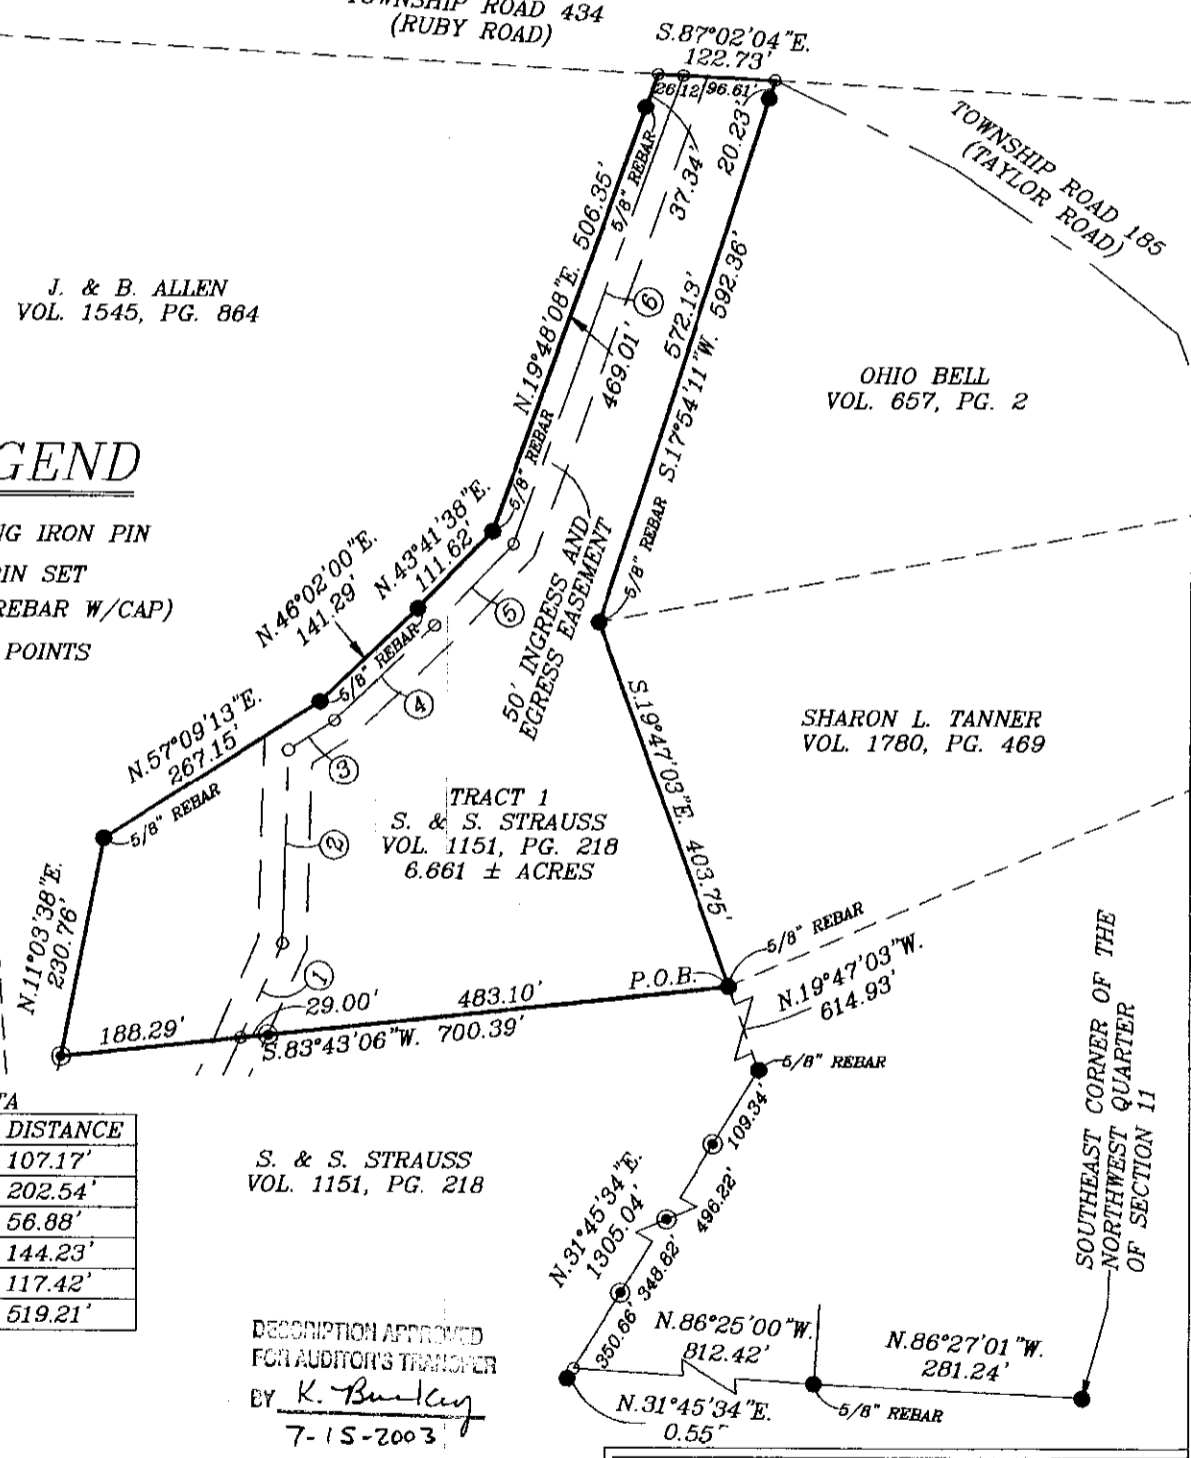 TOWNSHIP ROAD 434
(RUBY ROAD)
S.87°02'04"E.
122.73'
26.12
96.61'
20.23'
37.34'
5/8" REBAR
TOWNSHIP ROAD 185
(TAYLOR ROAD)
J. & B. ALLEN
VOL. 1545, PG. 864
N.19°48'08"E. 506.35'
469.01'
6
572.13'
S.17°54'11"W. 592.36'
OHIO BELL
VOL. 657, PG. 2
GEND
NG IRON PIN
PIN SET
REBAR W/CAP)
POINTS
5/8" REBAR
N.43°41'38"E.
111.62'
N.46°02'00"E.
141.29'
5/8" REBAR
5
4
50' INGRESS AND
EGRESS EASEMENT
5/8" REBAR
N.57°09'13"E.
267.15'
5/8" REBAR
3
2
1
TRACT 1
S. & S. STRAUSS
VOL. 1151, PG. 218
6.661 ± ACRES
S.19°47'03"E. 403.75'
SHARON L. TANNER
VOL. 1780, PG. 469
N.11°03'38"E.
230.76'
188.29'
29.00'
483.10'
S.83°43'06"W. 700.39'
P.O.B.
5/8" REBAR
N.19°47'03"W.
614.93'
5/8" REBAR
TA
DISTANCE
107.17'
202.54'
56.88'
144.23'
117.42'
519.21'
S. & S. STRAUSS
VOL. 1151, PG. 218
109.34'
496.22'
348.82'
350.66'
N.31°45'34"E.
1305.04'
N.86°25'00"W.
812.42'
N.86°27'01"W.
281.24'
5/8" REBAR
N.31°45'34"E.
0.55'
SOUTHEAST CORNER OF THE
NORTHWEST QUARTER
OF SECTION 11
DESCRIPTION APPROVED
FOR AUDITOR'S TRANSFER
BY K.
7-15-2003